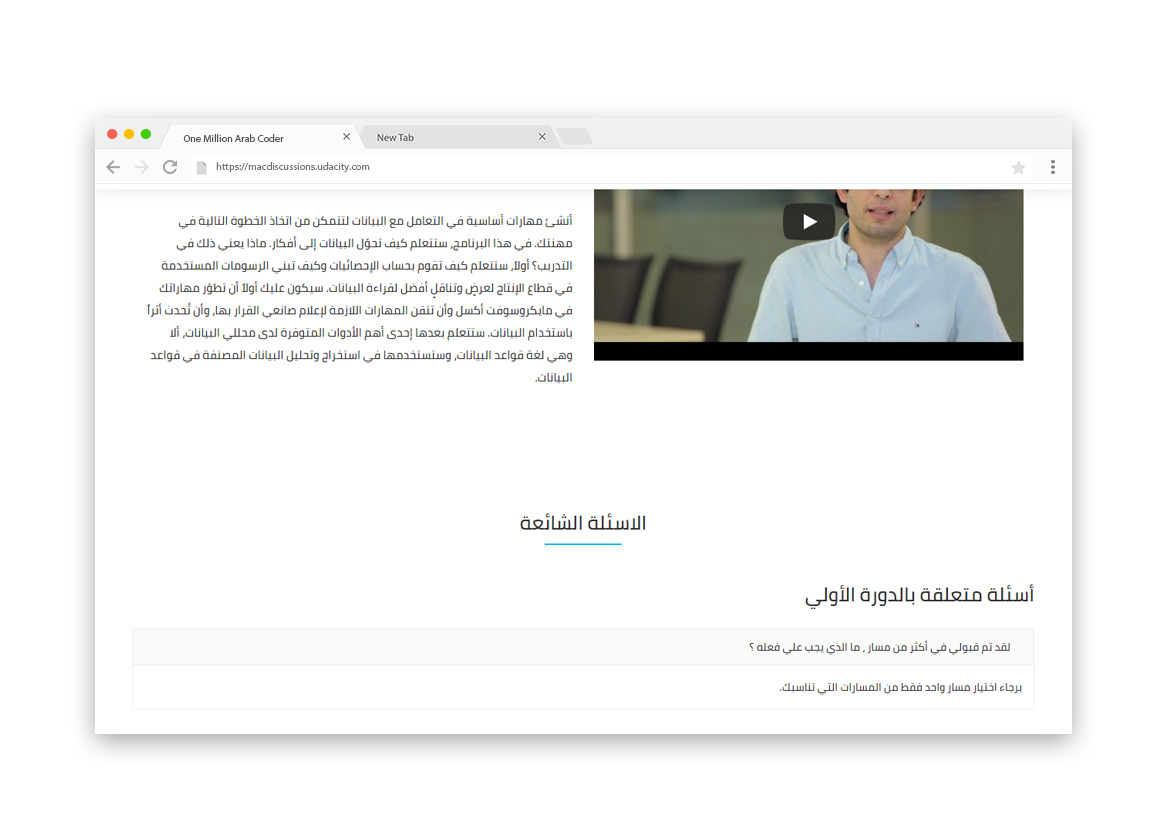 One Million Arab Coder
New Tab
https://macdiscussions.udacity.com
أنشئ مهارات أساسية في التعامل مع البيانات لتتمكن من اتخاذ الخطوة التالية في
مهنتك. في هذا البرنامج، ستتعلم كيف تحوّل البيانات إلى أفكار. ماذا يعني ذلك في
التدريب؟ أولاً، ستتعلم كيف تقوم بحساب الإحصائيات وكيف تبني الرسومات المستخدمة
في قطاع الإنتاج لعرضٍ وتناقلٍ أفضل لقراءة البيانات. سيكون عليك أولاً أن تطوّر مهاراتك
في مايكروسوفت أكسل وأن تتقن المهارات اللازمة لإعلام صانعي القرار بها، وأن تُحدث أثراً
باستخدام البيانات. ستتعلم بعدها إحدى أهم الأدوات المتوفرة لدى محللي البيانات، ألا
وهي لغة قواعد البيانات، وستستخدمها في استخراج وتحليل البيانات المصنفة في قواعد
البيانات.
الاسئلة الشائعة
أسئلة متعلقة بالدورة الأولي
لقد تم قبولي في أكثر من مسار , ما الذي يجب علي فعله ؟
برجاء اختيار مسار واحد فقط من المسارات التي تناسبك.